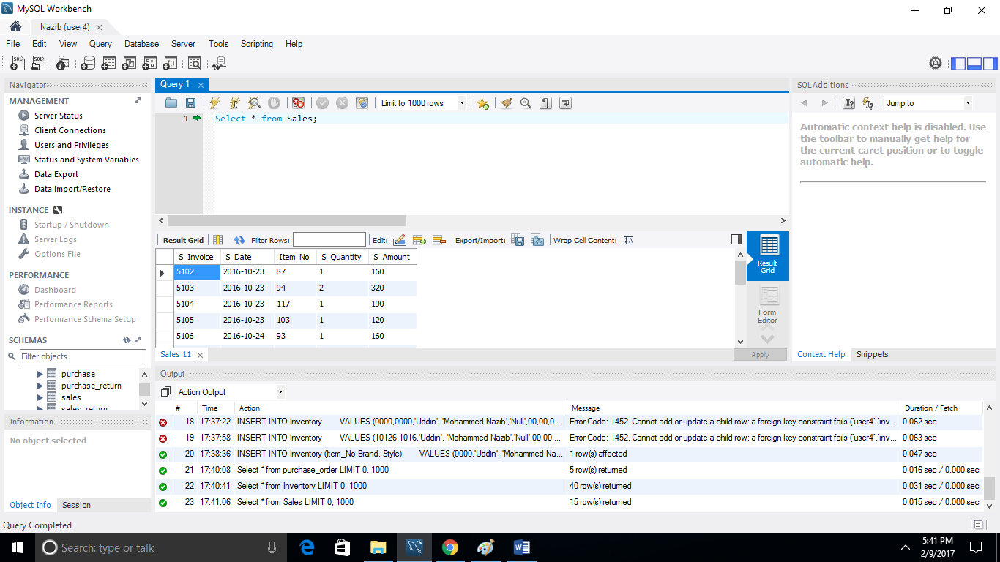 MySQL Workbench
Nazib (user4)
File Edit View Query Database Server Tools Scripting Help
Navigator
MANAGEMENT
Server Status
Client Connections
Users and Privileges
Status and System Variables
Data Export
Data Import/Restore
INSTANCE
Startup / Shutdown
Server Logs
Options File
PERFORMANCE
Dashboard
Performance Reports
Performance Schema Setup
SCHEMAS
Filter objects
purchase
purchase_return
sales
sales_return
Information
No object selected
Object Info Session
Query 1
Limit to 1000 rows
1 Select * from Sales;
Result Grid Filter Rows: Edit: Export/Import: Wrap Cell Content:
S_Invoice S_Date Item_No S_Quantity S_Amount
5102 2016-10-23 87 1 160
5103 2016-10-23 94 2 320
5104 2016-10-23 117 1 190
5105 2016-10-23 103 1 120
5106 2016-10-24 93 1 160
Result
Grid
Form
Editor
Sales 11
Apply
SQLAdditions
Jump to
Automatic context help is disabled. Use
the toolbar to manually get help for
the current caret position or to toggle
automatic help.
Context Help Snippets
Output
Action Output
# Time Action Message Duration / Fetch
18 17:37:22 INSERT INTO Inventory VALUES (0000,0000,'Uddin', 'Mohammed Nazib','Null',00,00,0... Error Code: 1452. Cannot add or update a child row: a foreign key constraint fails (`user4`.`inv... 0.062 sec
19 17:37:58 INSERT INTO Inventory VALUES (10126,1016,'Uddin', 'Mohammed Nazib','Null',00,00,... Error Code: 1452. Cannot add or update a child row: a foreign key constraint fails (`user4`.`inv... 0.063 sec
20 17:38:36 INSERT INTO Inventory (Item_No,Brand, Style) VALUES (0000,'Uddin', 'Mohammed Na... 1 row(s) affected 0.047 sec
21 17:40:08 Select * from purchase_order LIMIT 0, 1000 5 row(s) returned 0.016 sec / 0.000 sec
22 17:40:41 Select * from Inventory LIMIT 0, 1000 40 row(s) returned 0.031 sec / 0.000 sec
23 17:41:06 Select * from Sales LIMIT 0, 1000 15 row(s) returned 0.015 sec / 0.000 sec
Query Completed
Search: type or talk
5:41 PM
2/9/2017